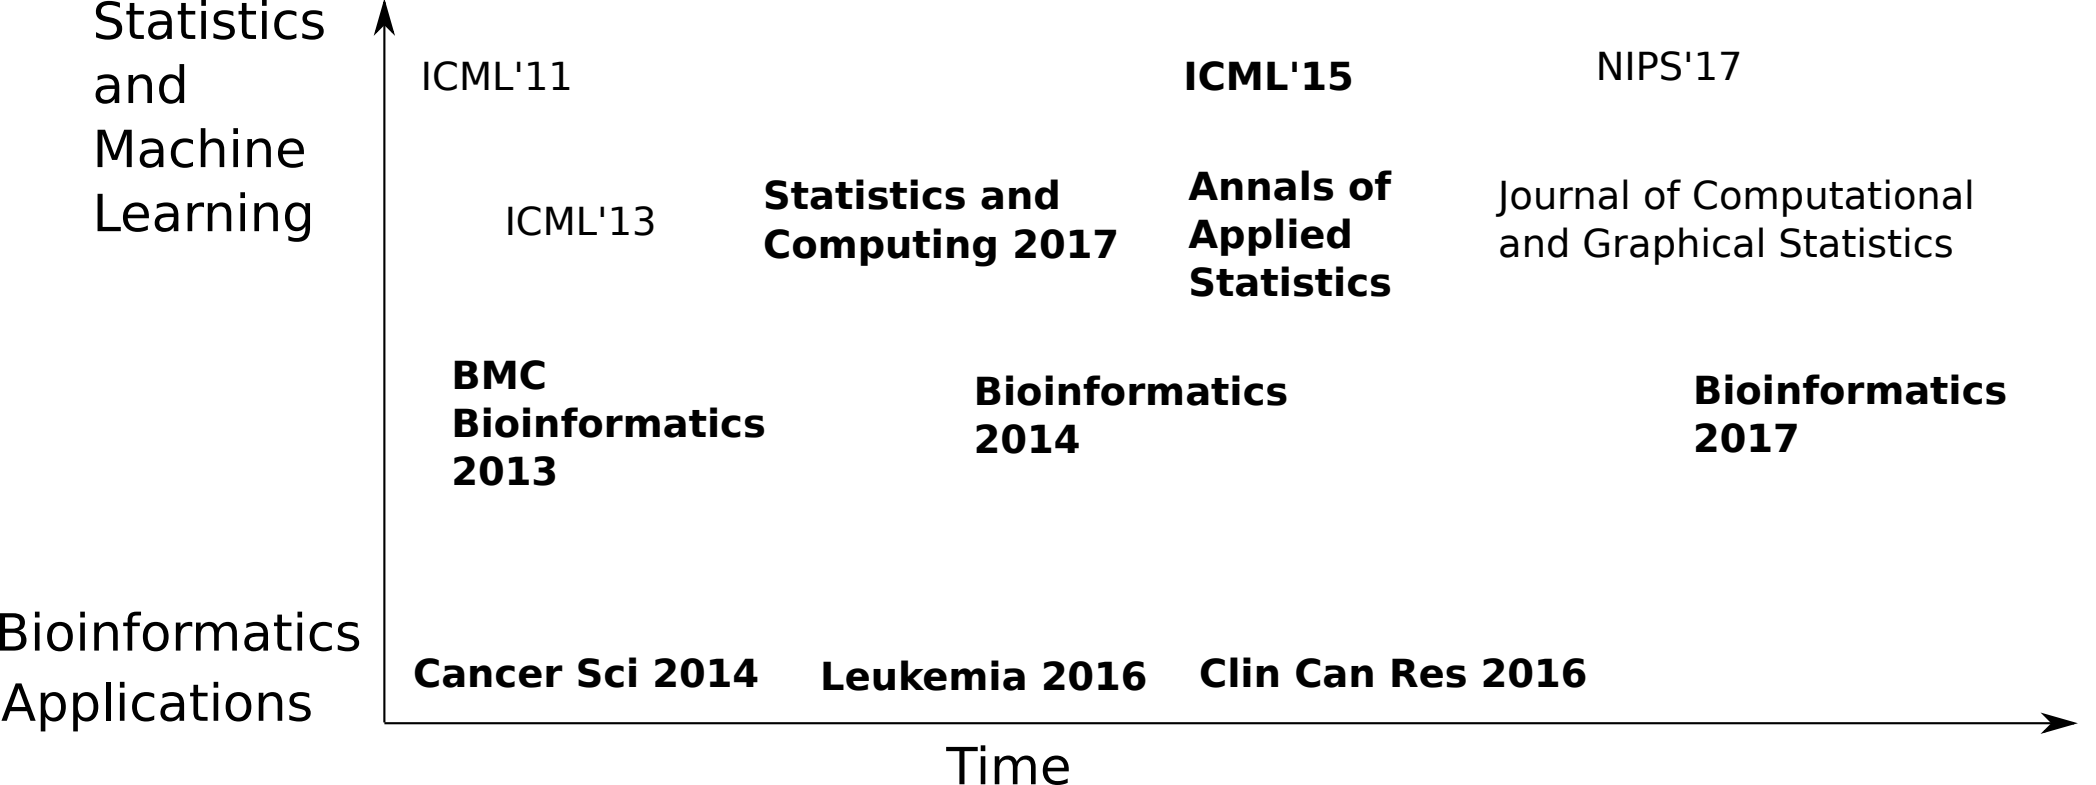 Statistics
and
Machine
Learning
ICML'11
ICML'15
NIPS'17
ICML'13
Statistics and
Computing 2017
Annals of
Applied
Statistics
Journal of Computational
and Graphical Statistics
BMC
Bioinformatics
2013
Bioinformatics
2014
Bioinformatics
2017
Bioinformatics
Applications
Cancer Sci 2014
Leukemia 2016
Clin Can Res 2016
Time